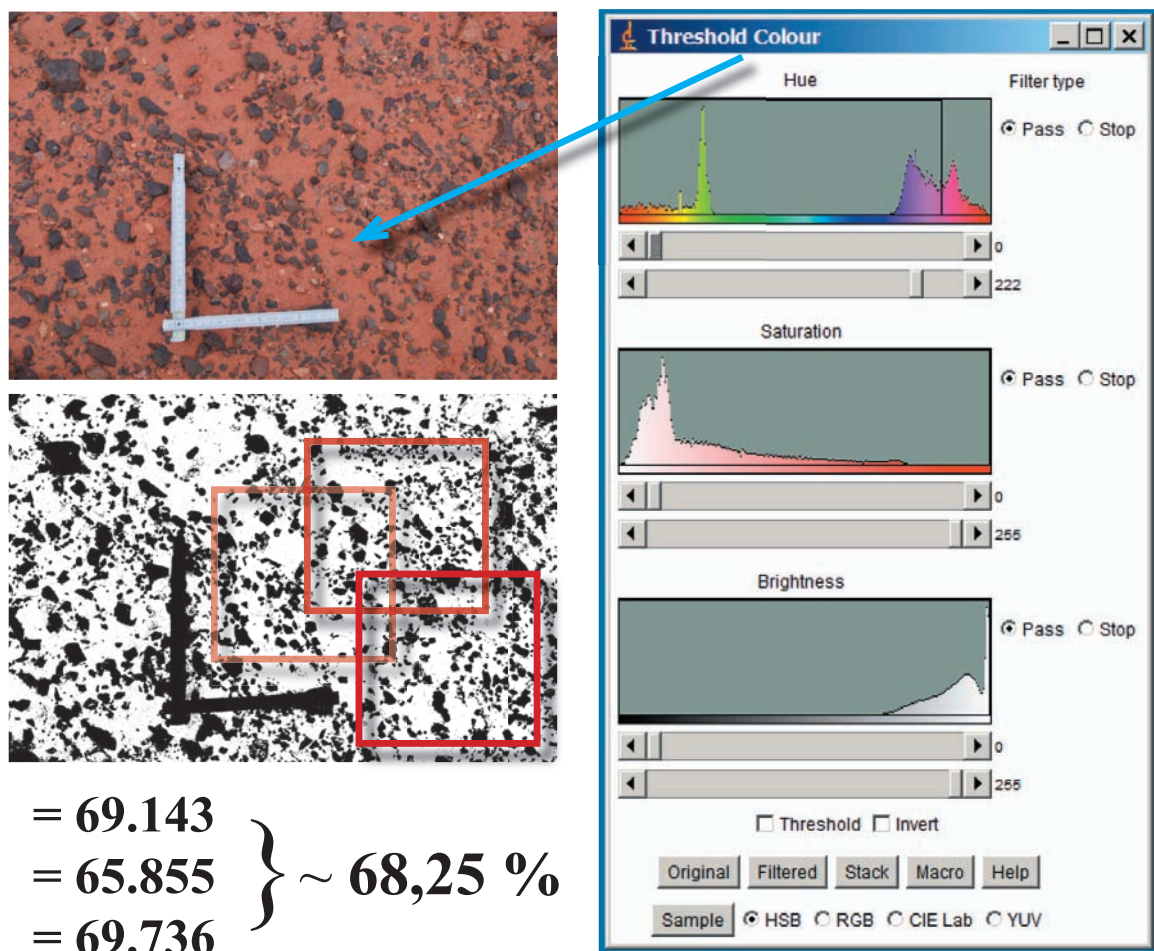 Threshold Colour
Hue
Filter type
Pass Stop
0
222
Saturation
Pass Stop
0
255
Brightness
Pass Stop
0
255
Threshold Invert
Original Filtered Stack Macro Help
Sample HSB RGB CIE Lab YUV
= 69.143
= 65.855
= 69.736
~ 68,25 %